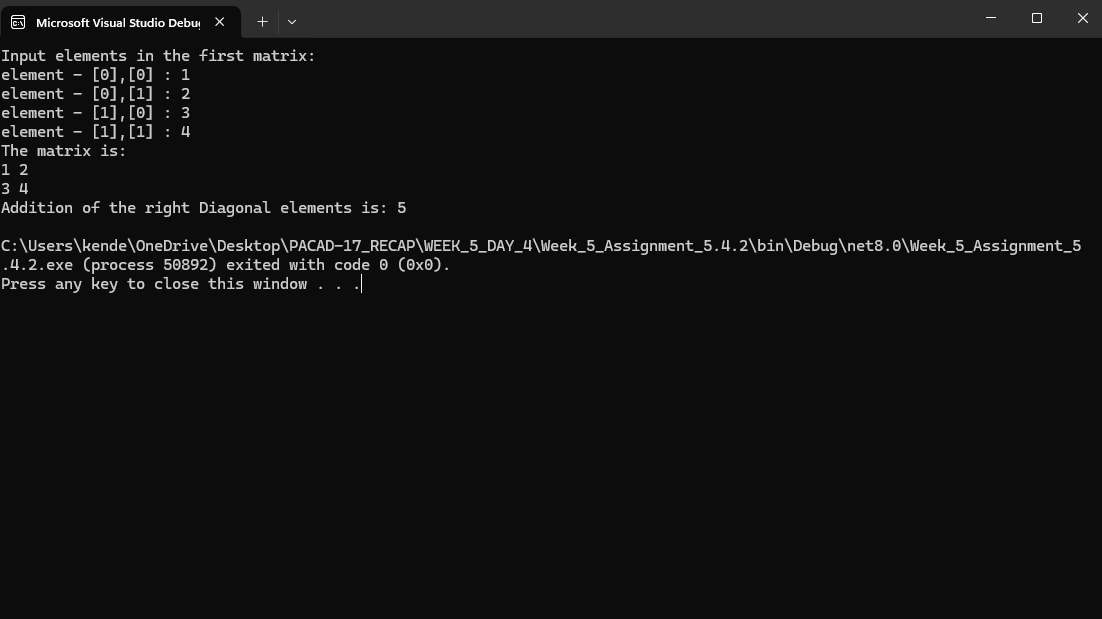 Microsoft Visual Studio Debu
Input elements in the first matrix:
element - [0],[0] : 1
element - [0],[1] : 2
element - [1],[0] : 3
element - [1],[1] : 4
The matrix is:
1 2
3 4
Addition of the right Diagonal elements is: 5
C:\Users\kende\OneDrive\Desktop\PACAD-17_RECAP\WEEK_5_DAY_4\Week_5_Assignment_5.4.2\bin\Debug\net8.0\Week_5_Assignment_5
.4.2.exe (process 50892) exited with code 0 (0x0).
Press any key to close this window . . .